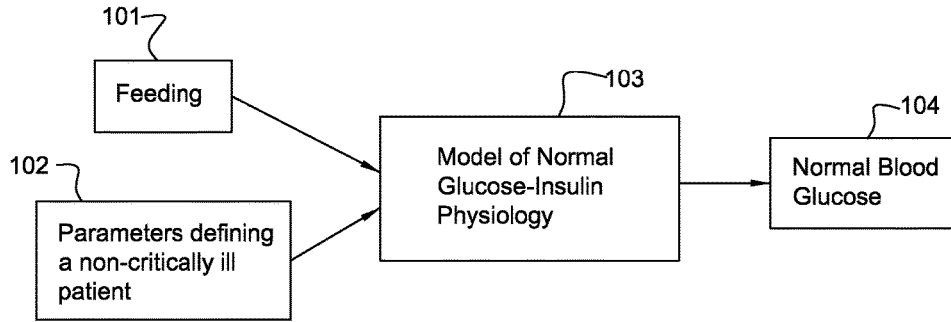 101
Feeding
102
Parameters defining
a non-critically ill
patient
103
Model of Normal
Glucose-Insulin
Physiology
104
Normal Blood
Glucose